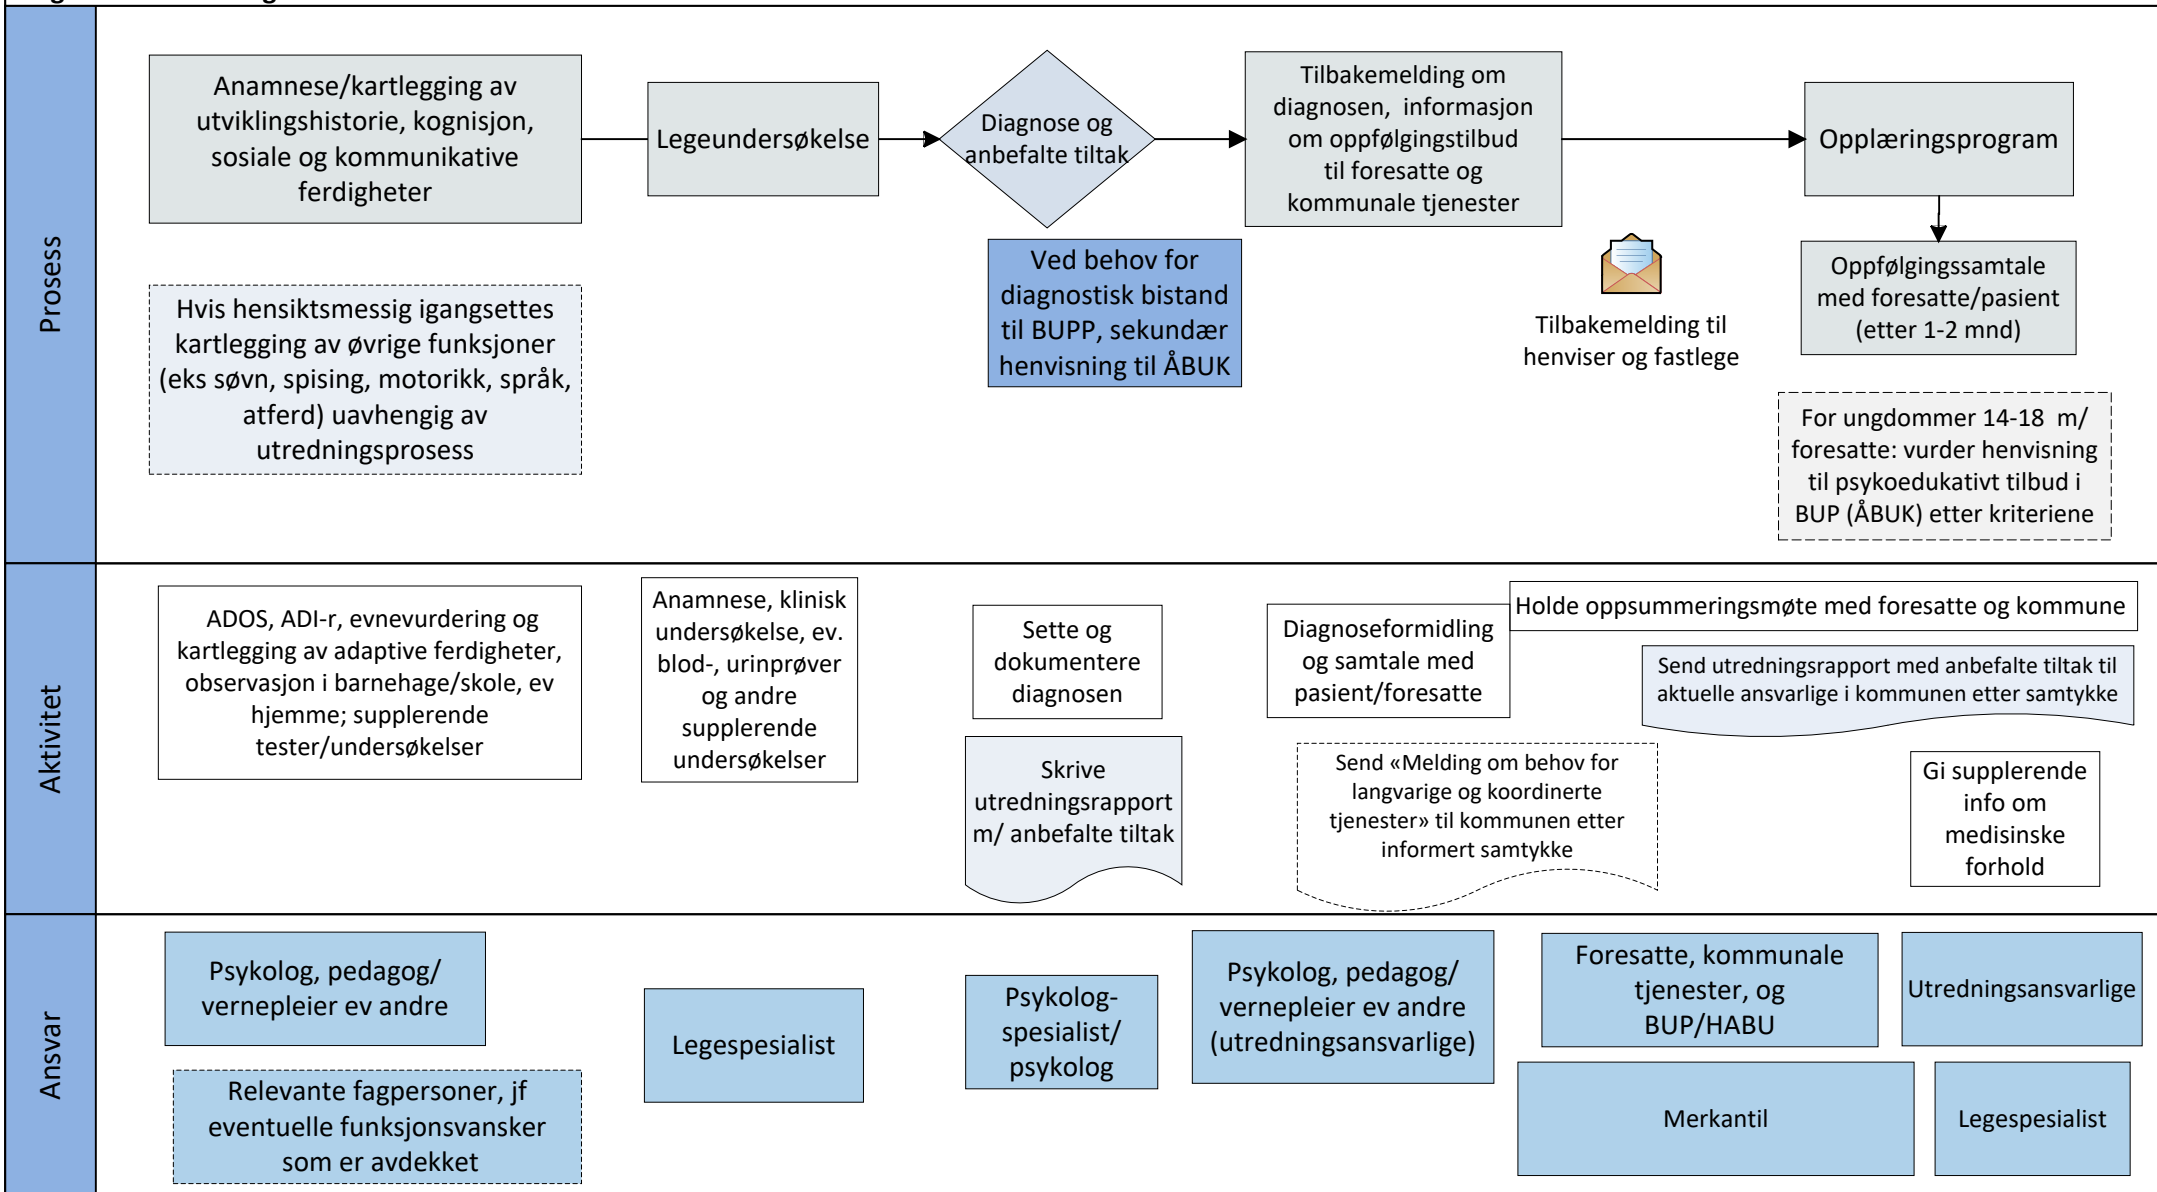 Prosess
Anamnese/kartlegging av
utviklingshistorie, kognisjon,
sosiale og kommunikative
ferdigheter
Legeundersøkelse
Diagnose og
anbefalte tiltak
Tilbakemelding om
diagnosen, informasjon
om oppfølgingstilbud
til foresatte og
kommunale tjenester
Opplæringsprogram
Hvis hensiktsmessig igangsettes
kartlegging av øvrige funksjoner
(eks søvn, spising, motorikk, språk,
atferd) uavhengig av
utredningsprosess
Ved behov for
diagnostisk bistand
til BUPP, sekundær
henvisning til ÅBUK
Tilbakemelding til
henviser og fastlege
Oppfølgingssamtale
med foresatte/pasient
(etter 1-2 mnd)
For ungdommer 14-18 m/
foresatte: vurder henvisning
til psykoedukativt tilbud i
BUP (ÅBUK) etter kriteriene
Aktivitet
ADOS, ADI-r, evnevurdering og
kartlegging av adaptive ferdigheter,
observasjon i barnehage/skole, ev
hjemme; supplerende
tester/undersøkelser
Anamnese, klinisk
undersøkelse, ev.
blod-, urinprøver
og andre
supplerende
undersøkelser
Sette og
dokumentere
diagnosen
Skrive
utredningsrapport
m/ anbefalte tiltak
Diagnoseformidling
og samtale med
pasient/foresatte
Holde oppsummeringsmøte med foresatte og kommune
Send utredningsrapport med anbefalte tiltak til
aktuelle ansvarlige i kommunen etter samtykke
Send «Melding om behov for
langvarige og koordinerte
tjenester» til kommunen etter
informert samtykke
Gi supplerende
info om
medisinske
forhold
Ansvar
Psykolog, pedagog/
vernepleier ev andre
Relevante fagpersoner, jf
eventuelle funksjonsvansker
som er avdekket
Legespesialist
Psykolog-
spesialist/
psykolog
Psykolog, pedagog/
vernepleier ev andre
(utredningsansvarlige)
Foresatte, kommunale
tjenester, og
BUP/HABU
Utredningsansvarlige
Merkantil
Legespesialist